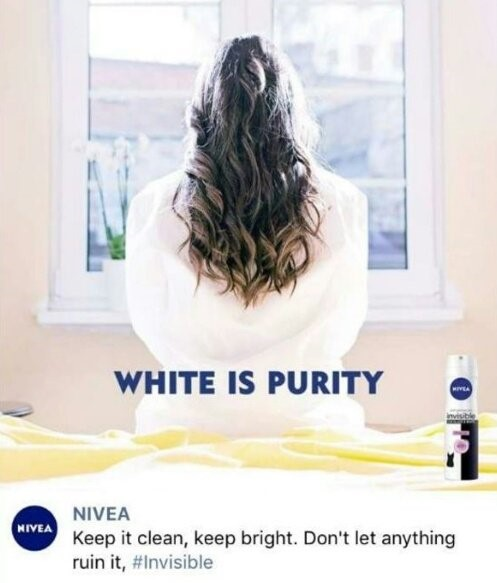 WHITE IS PURITY
NIVEA
invisible
NIVEA
NIVEA
Keep it clean, keep bright. Don't let anything
ruin it, #Invisible